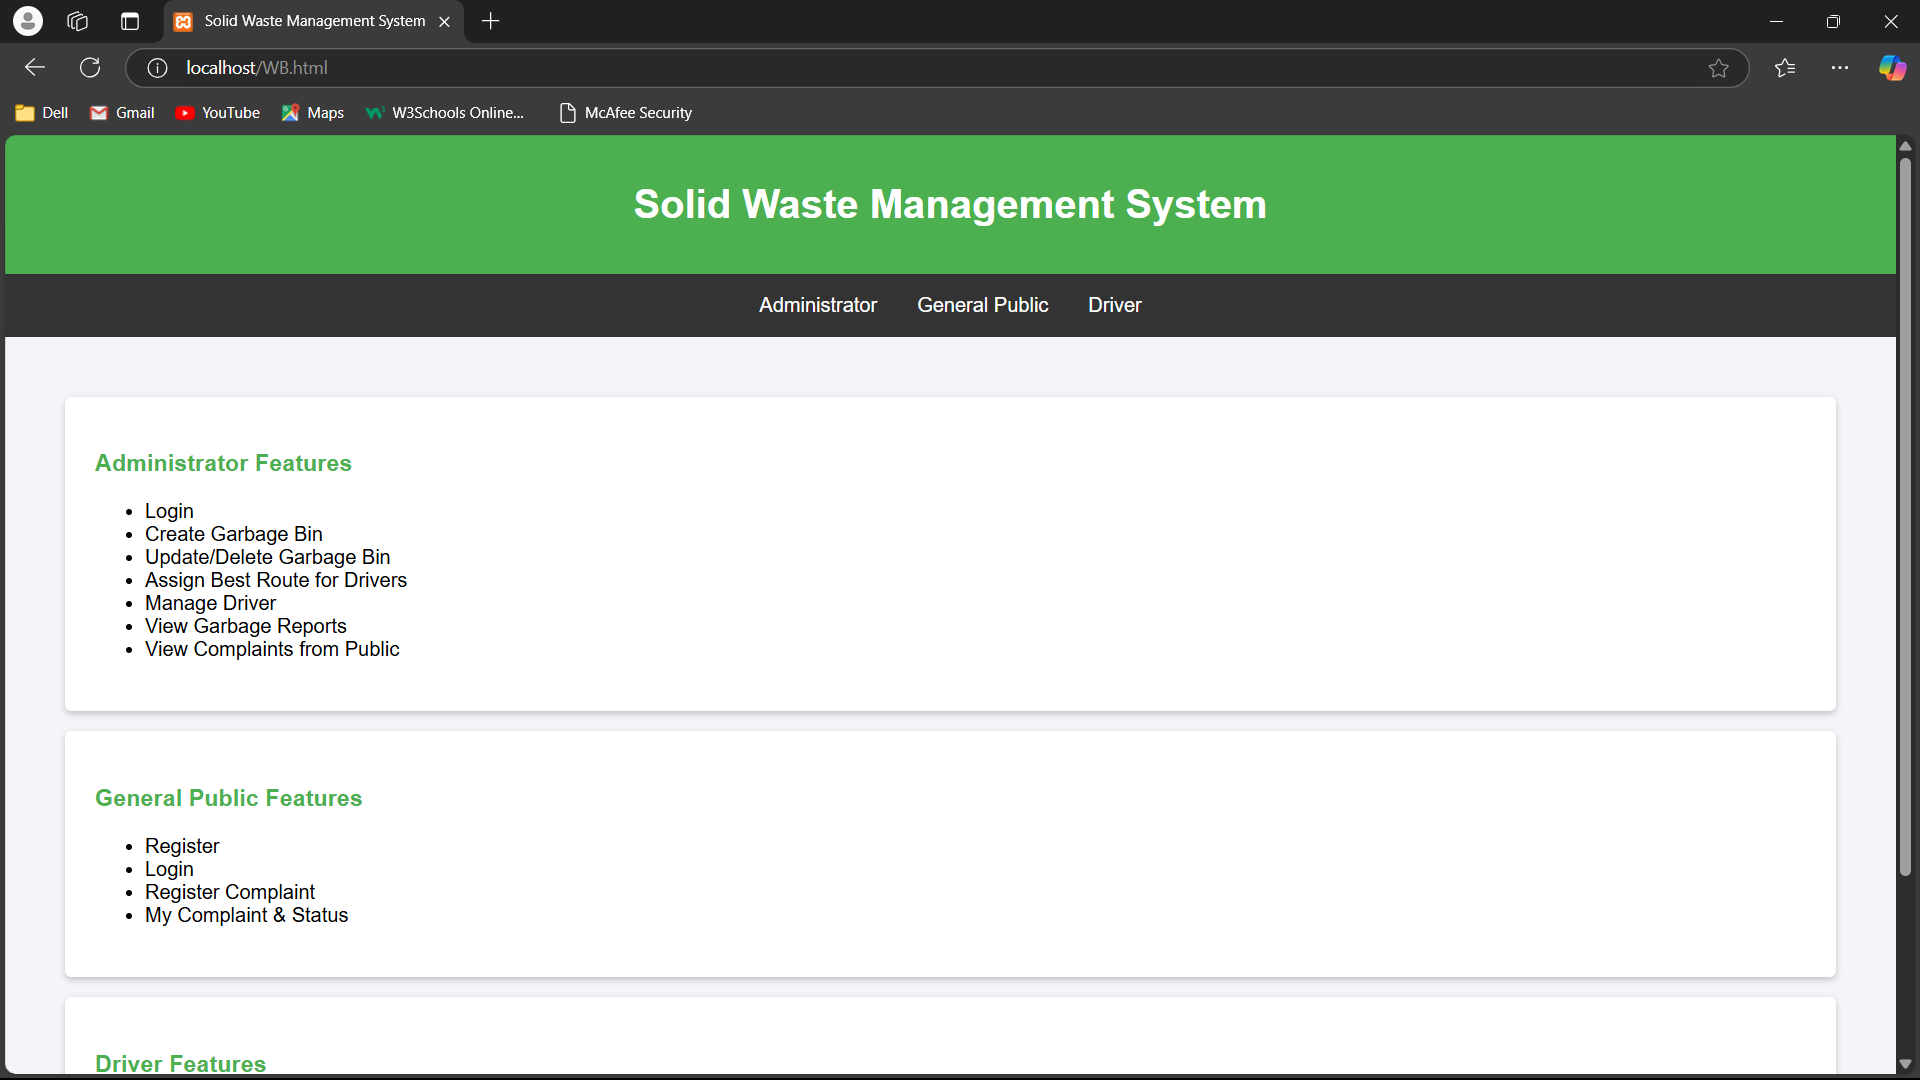 Solid Waste Management System
localhost/WB.html
Dell Gmail YouTube Maps W3Schools Online... McAfee Security
Solid Waste Management System
Administrator General Public Driver
Administrator Features
Login
Create Garbage Bin
Update/Delete Garbage Bin
Assign Best Route for Drivers
Manage Driver
View Garbage Reports
View Complaints from Public
General Public Features
Register
Login
Register Complaint
My Complaint & Status
Driver Features